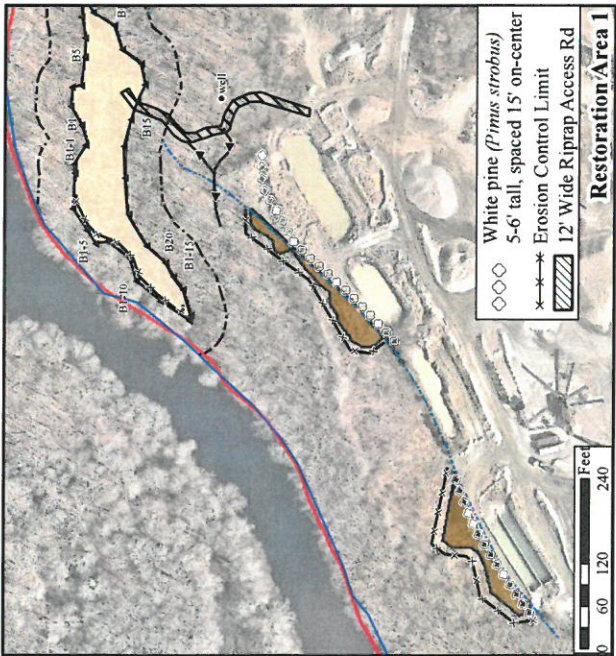 B5
B1-1 B1
B15
well
B1-5
B1-10
B20
B1-15
White pine (Pinus strobus)
5-6' tall, spaced 15' on-center
Erosion Control Limit
12' Wide Riprap Access Rd
Feet
0 60 120 240
Restoration Area 1